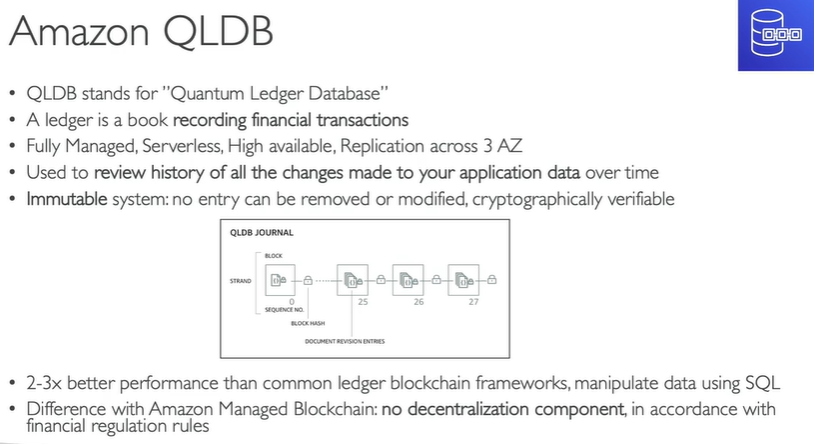 Amazon QLDB
• QLDB stands for "Quantum Ledger Database"
• A ledger is a book recording financial transactions
• Fully Managed, Serverless, High available, Replication across 3 AZ
• Used to review history of all the changes made to your application data over time
• Immutable system: no entry can be removed or modified, cryptographically verifiable
QLDB JOURNAL
BLOCK
STRAND
0 25 26 27
SEQUENCE NO.
BLOCK HASH
DOCUMENT REVISION ENTRIES
• 2-3x better performance than common ledger blockchain frameworks, manipulate data using SQL
• Difference with Amazon Managed Blockchain: no decentralization component, in accordance with
financial regulation rules